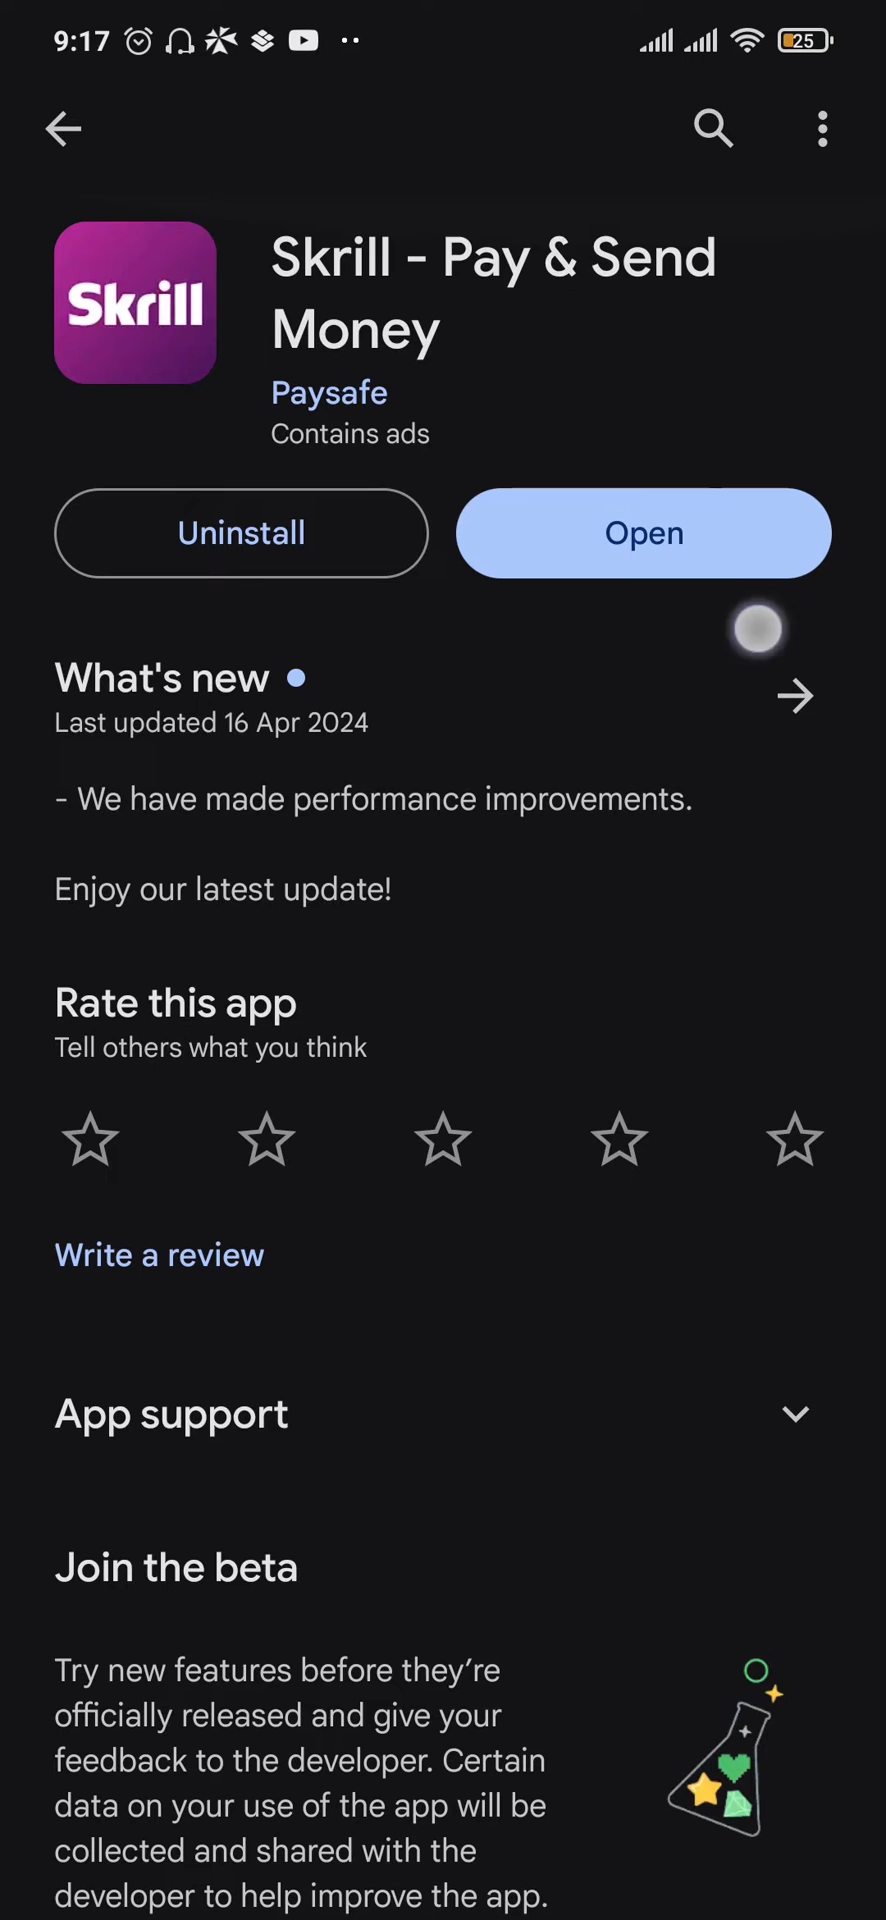 9:17
25
Skrill
Skrill - Pay & Send
Money
Paysafe
Contains ads
Uninstall
Open
What's new
Last updated 16 Apr 2024
- We have made performance improvements.
Enjoy our latest update!
Rate this app
Tell others what you think
Write a review
App support
Join the beta
Try new features before they’re
officially released and give your
feedback to the developer. Certain
data on your use of the app will be
collected and shared with the
developer to help improve the app.